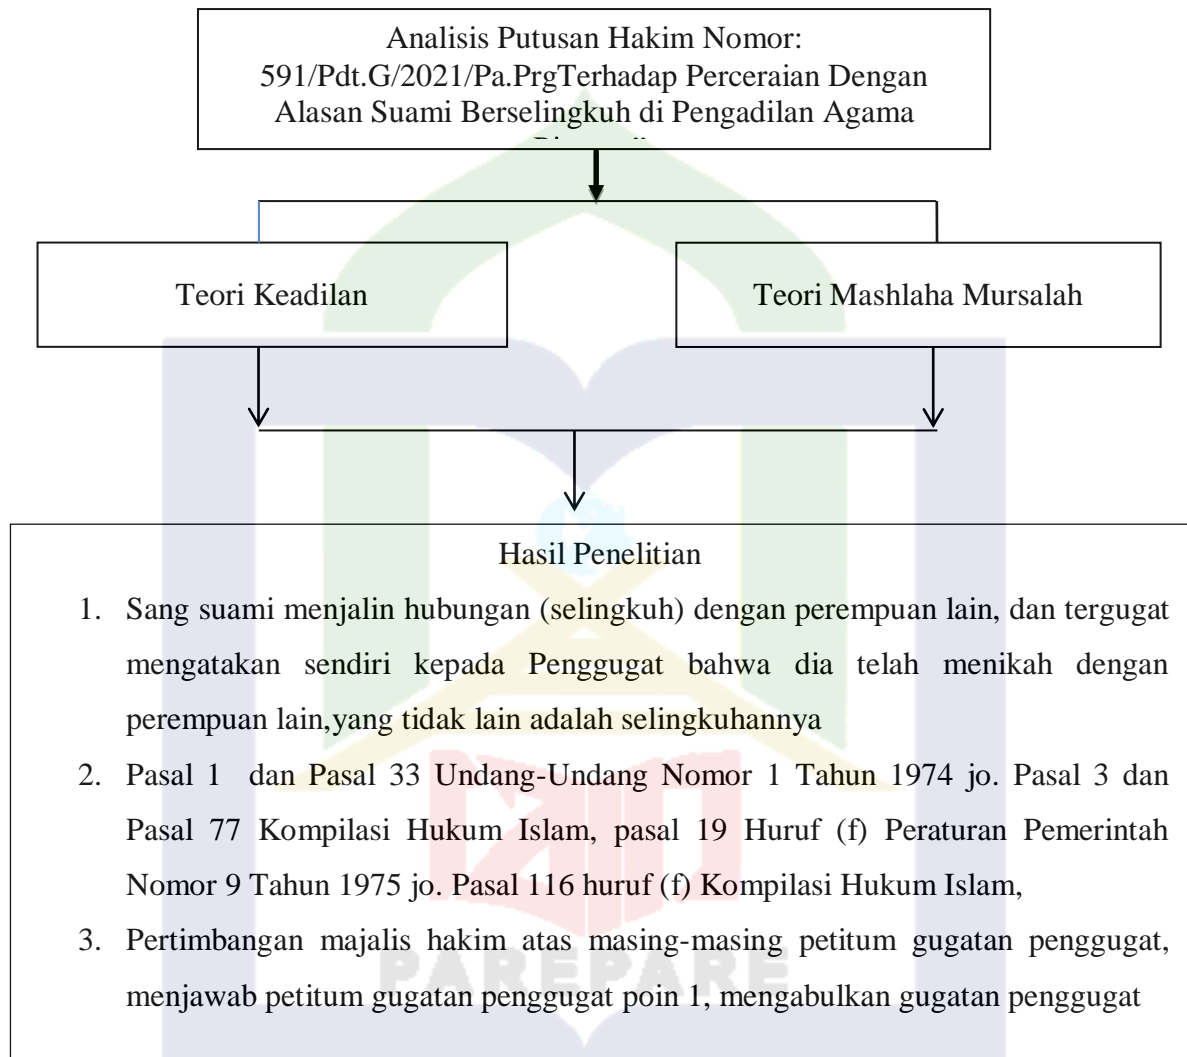 Analisis Putusan Hakim Nomor:
591/Pdt.G/2021/Pa.PrgTerhadap Perceraian Dengan
Alasan Suami Berselingkuh di Pengadilan Agama
Teori Keadilan
Teori Mashlaha Mursalah
Hasil Penelitian
1. Sang suami menjalin hubungan (selingkuh) dengan perempuan lain, dan tergugat
mengatakan sendiri kepada Penggugat bahwa dia telah menikah dengan
perempuan lain,yang tidak lain adalah selingkuhannya
2. Pasal 1 dan Pasal 33 Undang-Undang Nomor 1 Tahun 1974 jo. Pasal 3 dan
Pasal 77 Kompilasi Hukum Islam, pasal 19 Huruf (f) Peraturan Pemerintah
Nomor 9 Tahun 1975 jo. Pasal 116 huruf (f) Kompilasi Hukum Islam,
3. Pertimbangan majalis hakim atas masing-masing petitum gugatan penggugat,
PAREPARE
menjawab petitum gugatan penggugat poin 1, mengabulkan gugatan penggugat